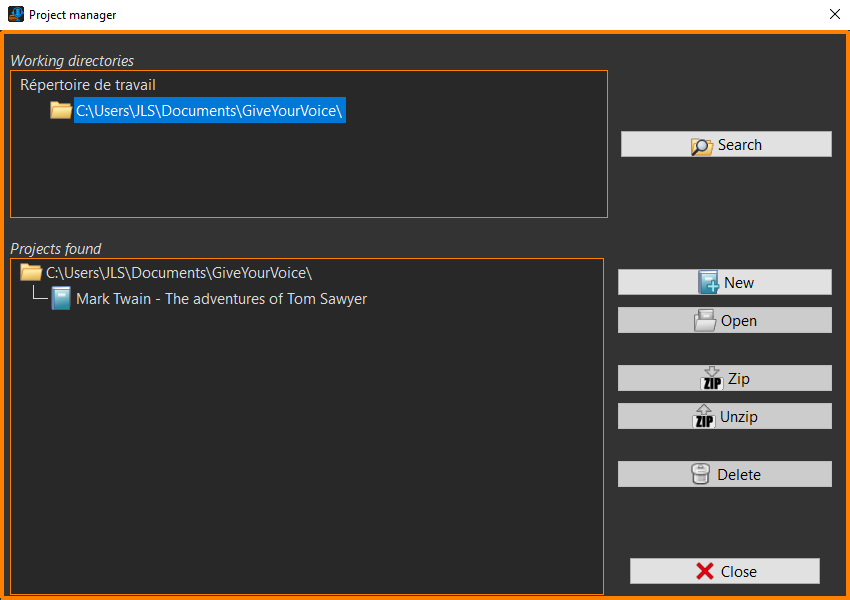 Project manager
Working directories
Répertoire de travail
C:\Users\JLS\Documents\GiveYourVoice\
Search
Projects found
C:\Users\JLS\Documents\GiveYourVoice\
Mark Twain - The adventures of Tom Sawyer
New
Open
ZIP Zip
ZIP Unzip
Delete
Close